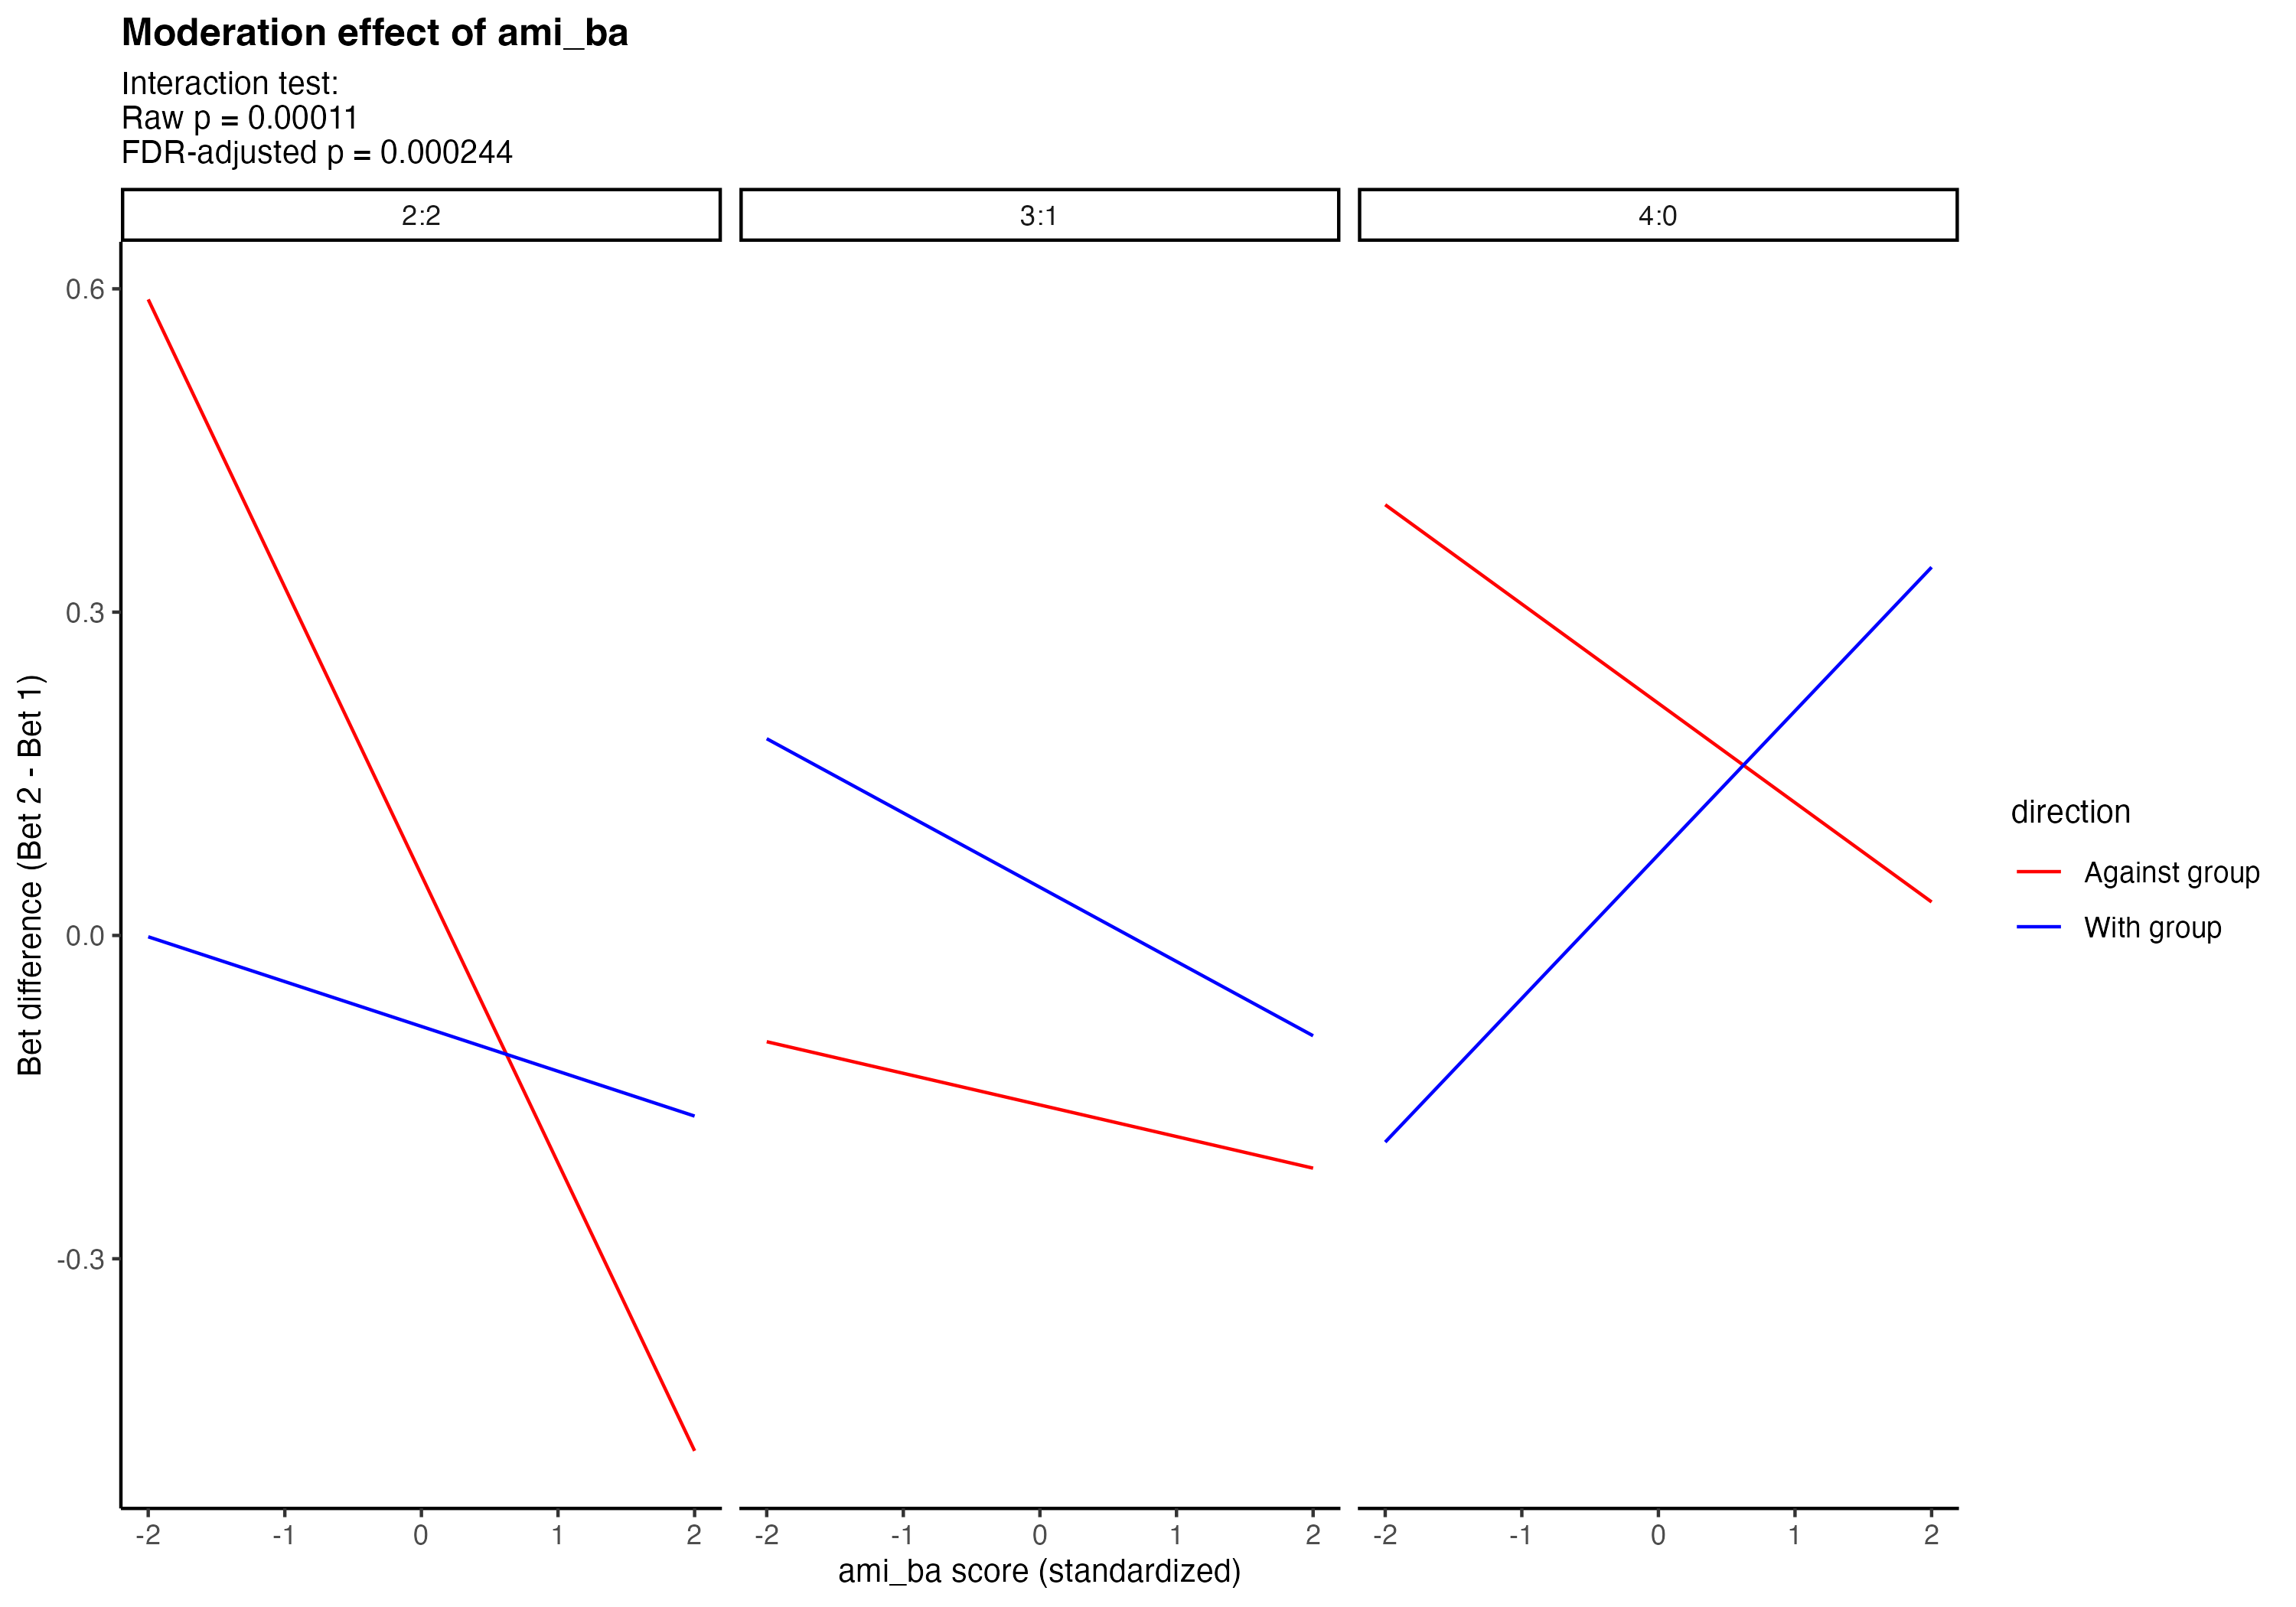 Moderation effect of ami_ba
Interaction test:
Raw p = 0.00011
FDR-adjusted p = 0.000244
2:2
3:1
4:0
0.6
0.3
0.0
-0.3
Bet difference (Bet 2 - Bet 1)
-2 -1 0 1 2
-2 -1 0 1 2
-2 -1 0 1 2
ami_ba score (standardized)
direction
Against group
With group